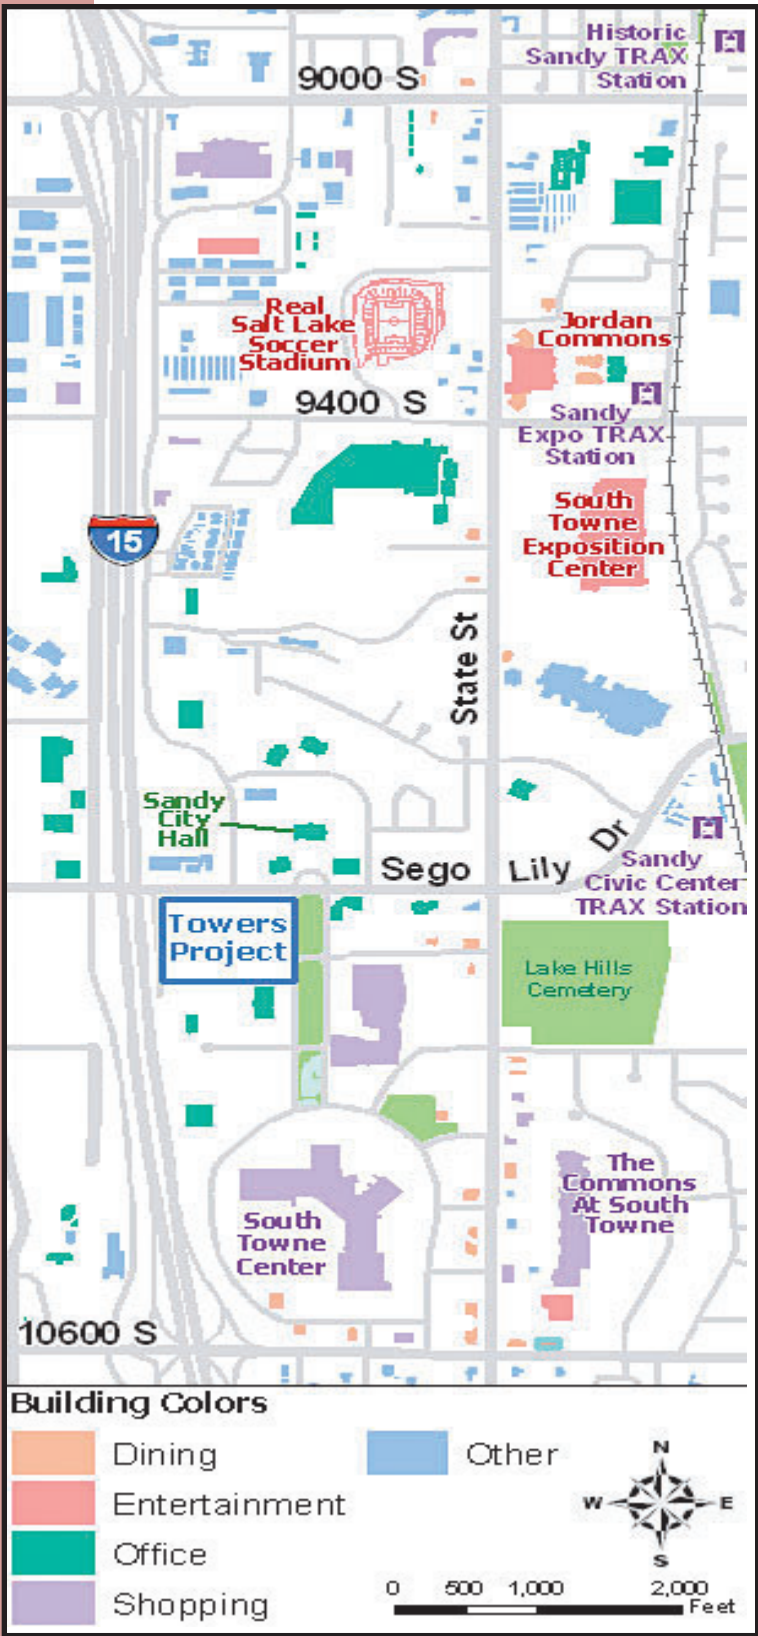 Historic
Sandy TRAX
Station
9000 S
Real
Salt Lake
Soccer
Stadium
Jordan
Commons
9400 S
Sandy
Expo TRAX
Station
South
Towne
Exposition
Center
15
State St
Sandy
City
Hall
Sego Lily Dr
Sandy
Civic Center
TRAX Station
Towers
Project
Lake Hills
Cemetery
The
Commons
At South
Towne
South
Towne
Center
10600 S
Building Colors
Dining
Other
Entertainment
Office
Shopping
N
W E
S
0 500 1,000 2,000
Feet